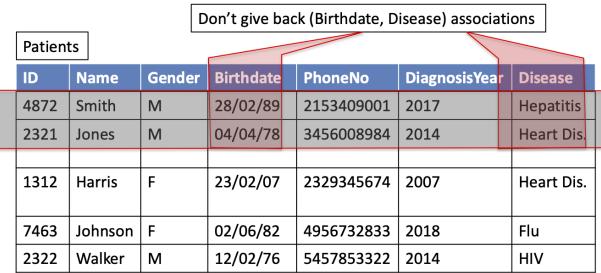 Don't give back (Birthdate, Disease) associations
Patients
ID Name Gender Birthdate PhoneNo DiagnosisYear Disease
4872 Smith M 28/02/89 2153409001 2017 Hepatitis
2321 Jones M 04/04/78 3456008984 2014 Heart Dis.
1312 Harris F 23/02/07 2329345674 2007 Heart Dis.
7463 Johnson F 02/06/82 4956732833 2018 Flu
2322 Walker M 12/02/76 5457853322 2014 HIV